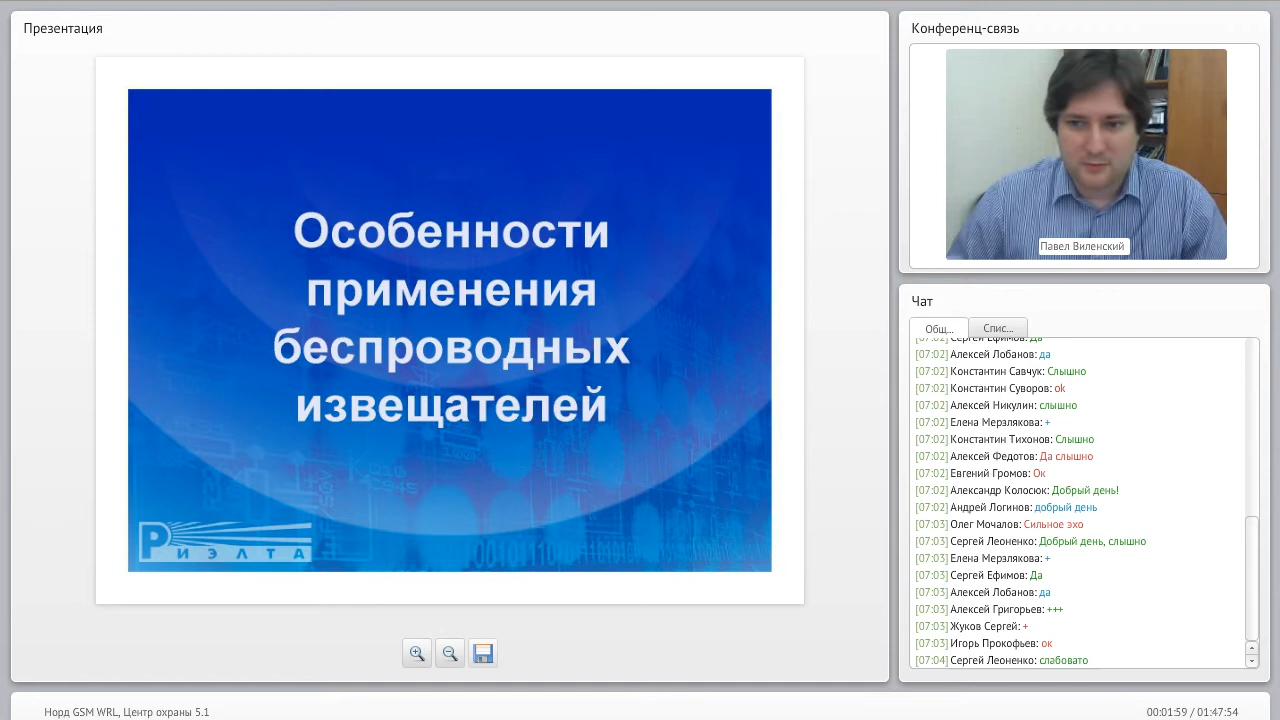 Презентация
Особенности
применения
беспроводных
извещателей
РИЭЛТА
Конференц-связь
Павел Виленский
Чат
Общ...
Спис...
[07:02] Сергей Ефимов: Да
[07:02] Алексей Лобанов: да
[07:02] Константин Савчук: Слышно
[07:02] Константин Суворов: ok
[07:02] Алексей Никулин: слышно
[07:02] Елена Мерзлякова: +
[07:02] Константин Тихонов: Слышно
[07:02] Алексей Федотов: Да слышно
[07:02] Евгений Громов: Ок
[07:02] Александр Колосюк: Добрый день!
[07:02] Андрей Логинов: добрый день
[07:03] Олег Мочалов: Сильное эхо
[07:03] Сергей Леоненко: Добрый день, слышно
[07:03] Елена Мерзлякова: +
[07:03] Сергей Ефимов: Да
[07:03] Алексей Лобанов: да
[07:03] Алексей Григорьев: +++
[07:03] Жуков Сергей: +
[07:03] Игорь Прокофьев: ок
[07:04] Сергей Леоненко: слабовато
Норд GSM WRL, Центр охраны 5.1
00:01:59 / 01:47:54